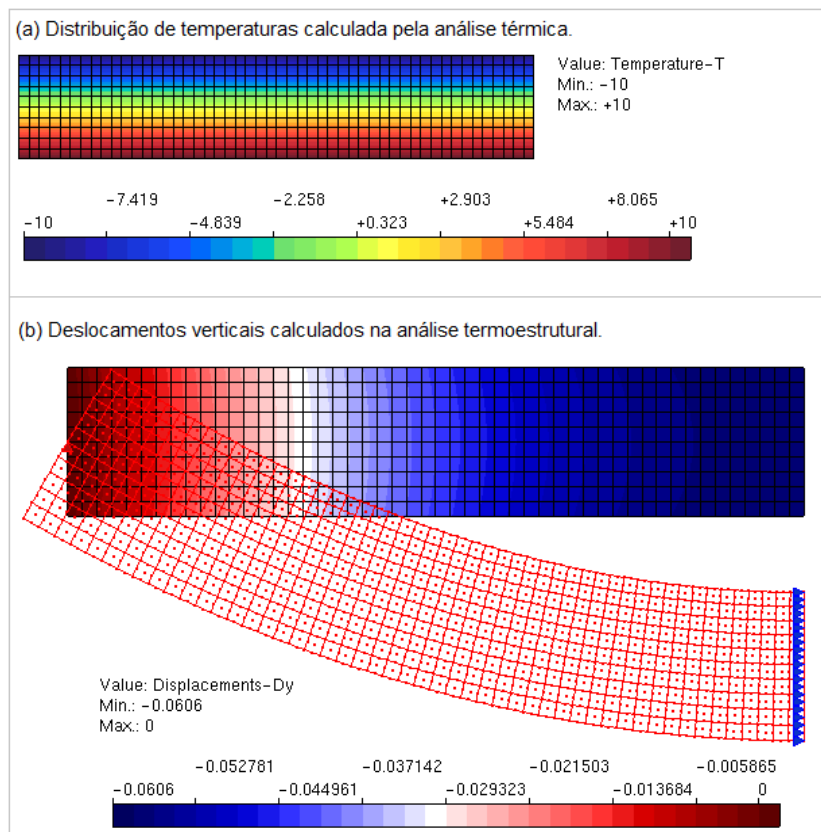 (a) Distribuição de temperaturas calculada pela análise térmica.
Value: Temperature-T
Min.: -10
Max.: +10
-7.419 -2.258 +2.903 +8.065
-10 -4.839 +0.323 +5.484 +10
(b) Deslocamentos verticais calculados na análise termoestrutural.
Value: Displacements-Dy
Min.: -0.0606
Max.: 0
-0.052781 -0.037142 -0.021503 -0.005865
-0.0606 -0.044961 -0.029323 -0.013684 0